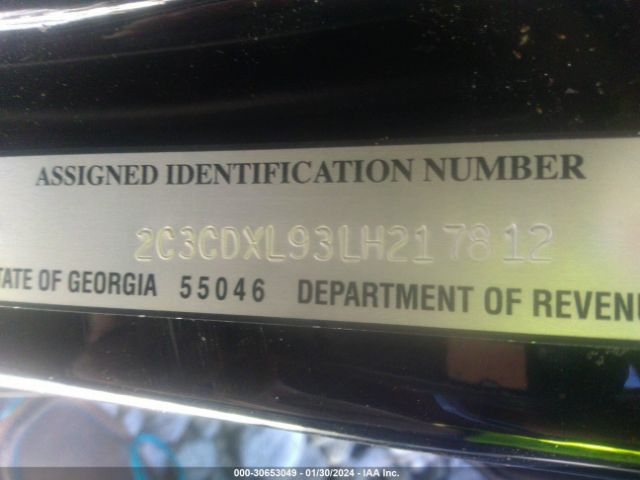 ASSIGNED IDENTIFICATION NUMBER
2C3CDXL93LH217812
TATE OF GEORGIA 55046 DEPARTMENT OF REVENU
000-30653049 - 01/30/2024 - IAA Inc.